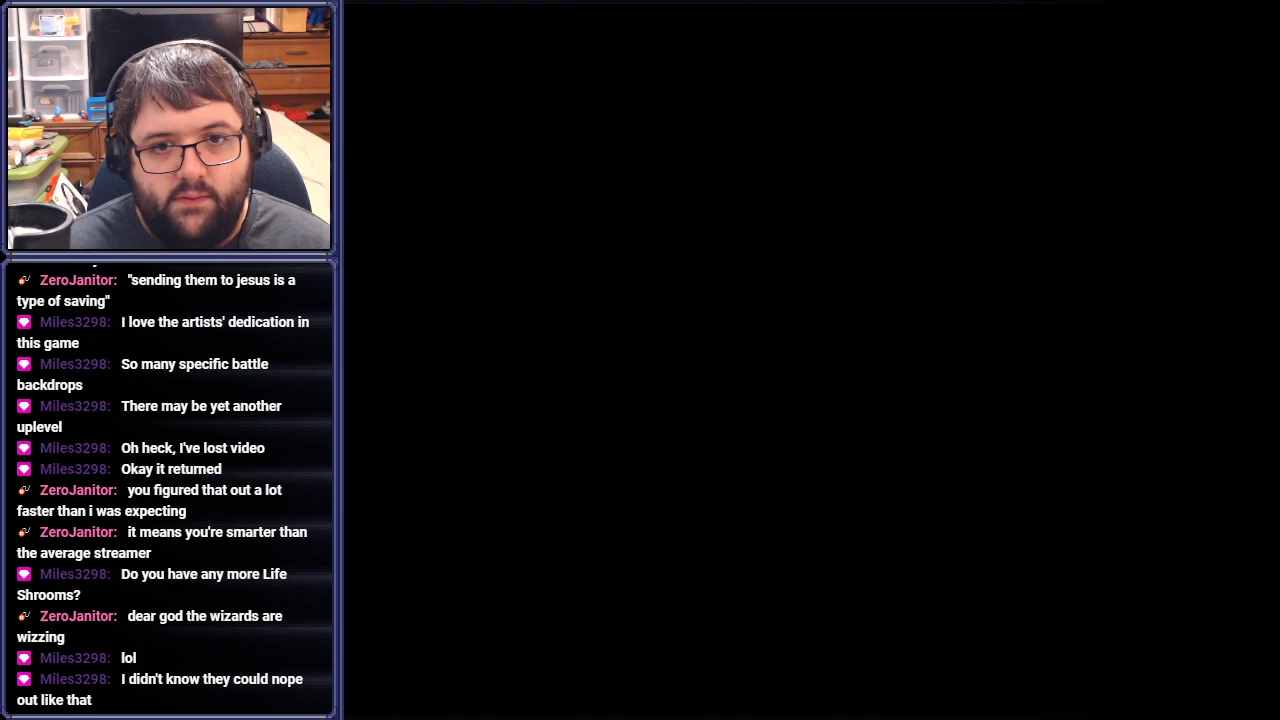 ZeroJanitor: "sending them to jesus is a
type of saving"
Miles3298: I love the artists' dedication in
this game
Miles3298: So many specific battle
backdrops
Miles3298: There may be yet another
uplevel
Miles3298: Oh heck, I've lost video
Miles3298: Okay it returned
ZeroJanitor: you figured that out a lot
faster than i was expecting
ZeroJanitor: it means you're smarter than
the average streamer
Miles3298: Do you have any more Life
Shrooms?
ZeroJanitor: dear god the wizards are
wizzing
Miles3298: lol
Miles3298: I didn't know they could nope
out like that